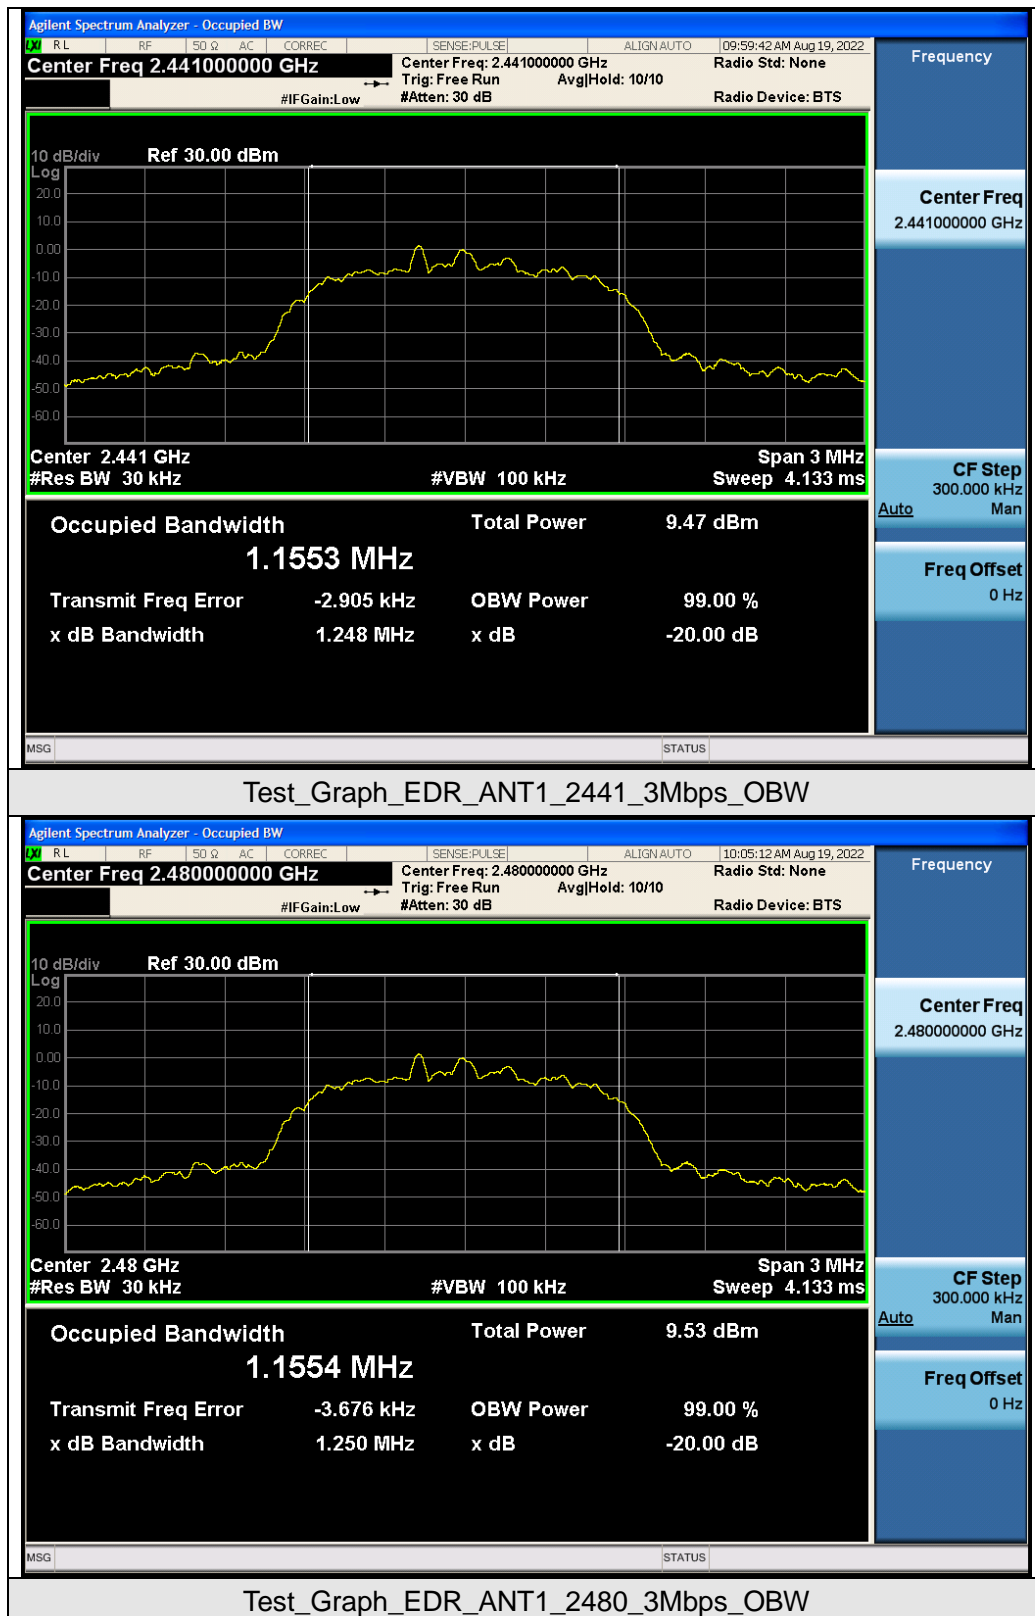 Agilent Spectrum Analyzer - Occupied BW
LXI RL RF 50 Ω AC CORREC SENSE:PULSE ALIGN AUTO 09:59:42 AM Aug 19, 2022
Center Freq 2.441000000 GHz Center Freq: 2.441000000 GHz Radio Std: None
Trig: Free Run Avg|Hold: 10/10
#IFGain:Low #Atten: 30 dB Radio Device: BTS
Frequency
10 dB/div Ref 30.00 dBm
Log
20.0
10.0
0.00
-10.0
-20.0
-30.0
-40.0
-50.0
-60.0
Center 2.441 GHz Span 3 MHz
#Res BW 30 kHz #VBW 100 kHz Sweep 4.133 ms
Center Freq
2.441000000 GHz
CF Step
300.000 kHz
Auto Man
Freq Offset
0 Hz
Occupied Bandwidth Total Power 9.47 dBm
1.1553 MHz
Transmit Freq Error -2.905 kHz OBW Power 99.00 %
x dB Bandwidth 1.248 MHz x dB -20.00 dB
MSG STATUS
Test_Graph_EDR_ANT1_2441_3Mbps_OBW
Agilent Spectrum Analyzer - Occupied BW
LXI RL RF 50 Ω AC CORREC SENSE:PULSE ALIGN AUTO 10:05:12 AM Aug 19, 2022
Center Freq 2.480000000 GHz Center Freq: 2.480000000 GHz Radio Std: None
Trig: Free Run Avg|Hold: 10/10
#IFGain:Low #Atten: 30 dB Radio Device: BTS
Frequency
10 dB/div Ref 30.00 dBm
Log
20.0
10.0
0.00
-10.0
-20.0
-30.0
-40.0
-50.0
-60.0
Center 2.48 GHz Span 3 MHz
#Res BW 30 kHz #VBW 100 kHz Sweep 4.133 ms
Center Freq
2.480000000 GHz
CF Step
300.000 kHz
Auto Man
Freq Offset
0 Hz
Occupied Bandwidth Total Power 9.53 dBm
1.1554 MHz
Transmit Freq Error -3.676 kHz OBW Power 99.00 %
x dB Bandwidth 1.250 MHz x dB -20.00 dB
MSG STATUS
Test_Graph_EDR_ANT1_2480_3Mbps_OBW